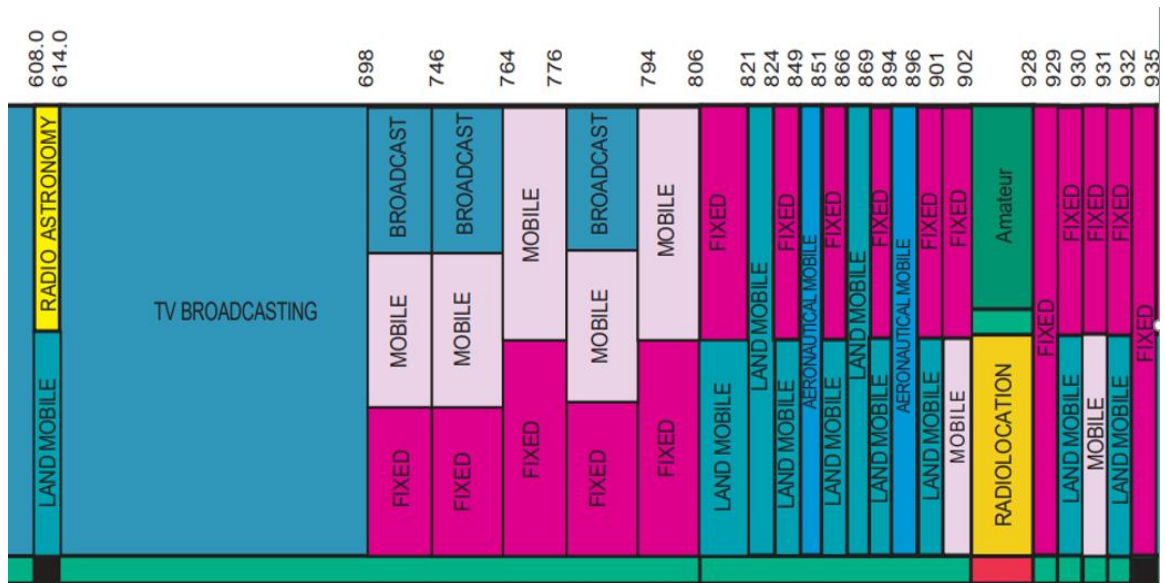 608.0
614.0
698
746
764
776
794
806
821
824
849
851
866
869
894
896
901
902
928
929
930
931
932
935
RADIO ASTRONOMY
LAND MOBILE
TV BROADCASTING
BROADCAST
MOBILE
FIXED
BROADCAST
MOBILE
FIXED
MOBILE
FIXED
BROADCAST
MOBILE
FIXED
MOBILE
FIXED
FIXED
LAND MOBILE
LAND MOBILE
FIXED
LAND MOBILE
AERONAUTICAL MOBILE
FIXED
LAND MOBILE
LAND MOBILE
FIXED
LAND MOBILE
AERONAUTICAL MOBILE
FIXED
LAND MOBILE
FIXED
MOBILE
Amateur
RADIOLOCATION
FIXED
FIXED
LAND MOBILE
FIXED
MOBILE
FIXED
LAND MOBILE
FIXED